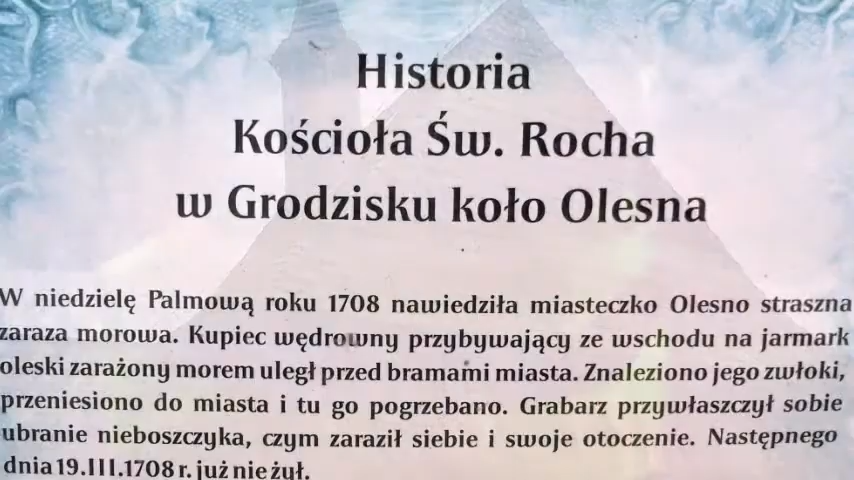 Historia
Kościoła Św. Rocha
w Grodzisku koło Olesna
W niedzielę Palmową roku 1708 nawiedziła miasteczko Olesno straszna
zaraza morowa. Kupiec wędrowny przybywający ze wschodu na jarmark
oleski zarażony morem uległ przed bramami miasta. Znaleziono jego zwłoki,
przeniesiono do miasta i tu go pogrzebano. Grabarz przywłaszczył sobie
ubranie nieboszczyka, czym zaraził siebie i swoje otoczenie. Następnego
dnia 19.III.1708 r. już nie żył.